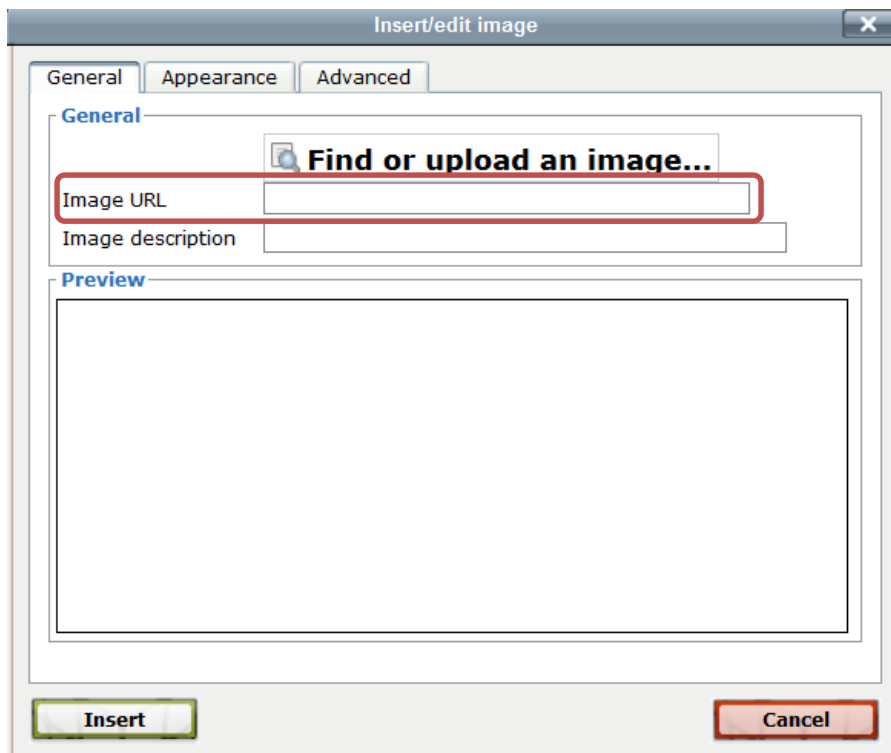 Insert/edit image
General Appearance Advanced
General
Find or upload an image...
Image URL
Image description
Preview
Insert Cancel